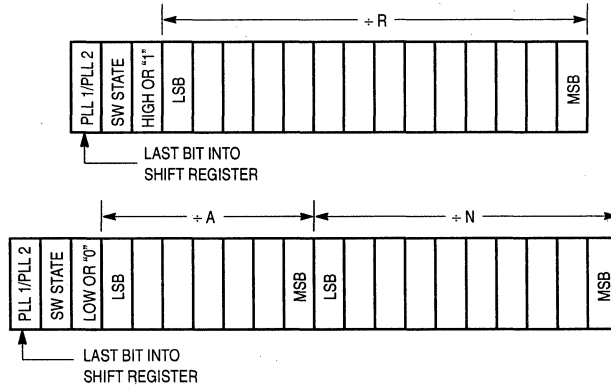 ÷ R
PLL 1/PLL 2
SW STATE
HIGH OR "1"
LSB
MSB
LAST BIT INTO
SHIFT REGISTER
÷ A
÷ N
PLL 1/PLL 2
SW STATE
LOW OR "0"
LSB
MSB
LSB
MSB
LAST BIT INTO
SHIFT REGISTER